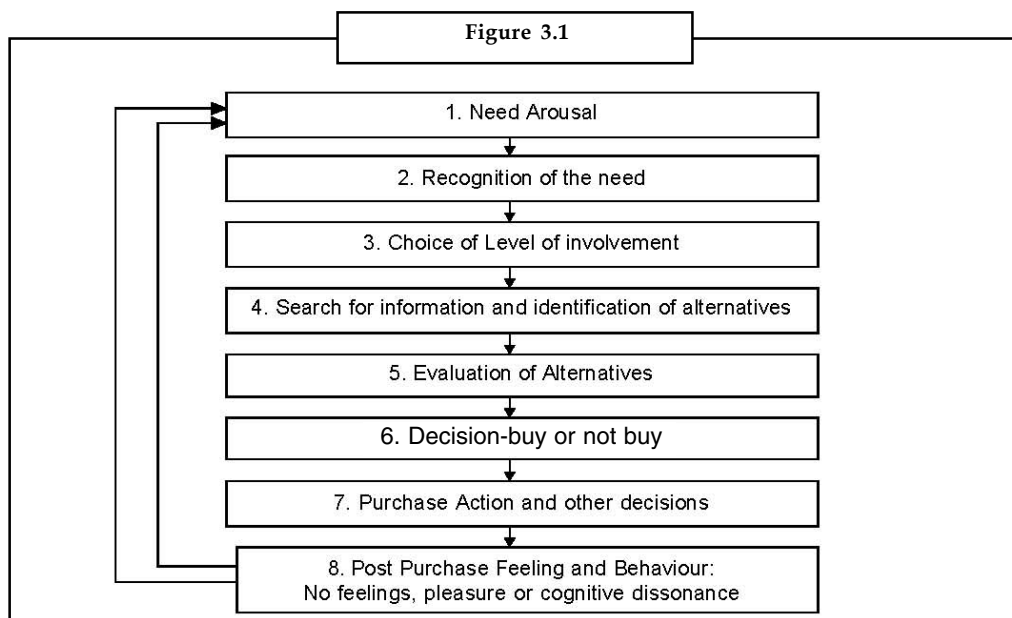 Figure 3.1
1. Need Arousal
2. Recognition of the need
3. Choice of Level of involvement
4. Search for information and identification of alternatives
5. Evaluation of Alternatives
6. Decision-buy or not buy
7. Purchase Action and other decisions
8. Post Purchase Feeling and Behaviour:
No feelings, pleasure or cognitive dissonance